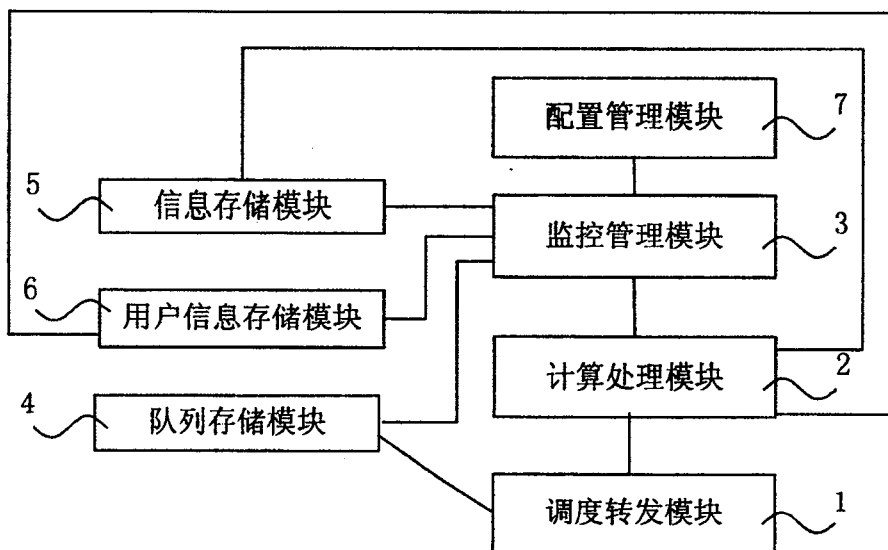 配置管理模块
7
5
信息存储模块
监控管理模块
3
6
用户信息存储模块
计算处理模块
2
4
队列存储模块
调度转发模块
1